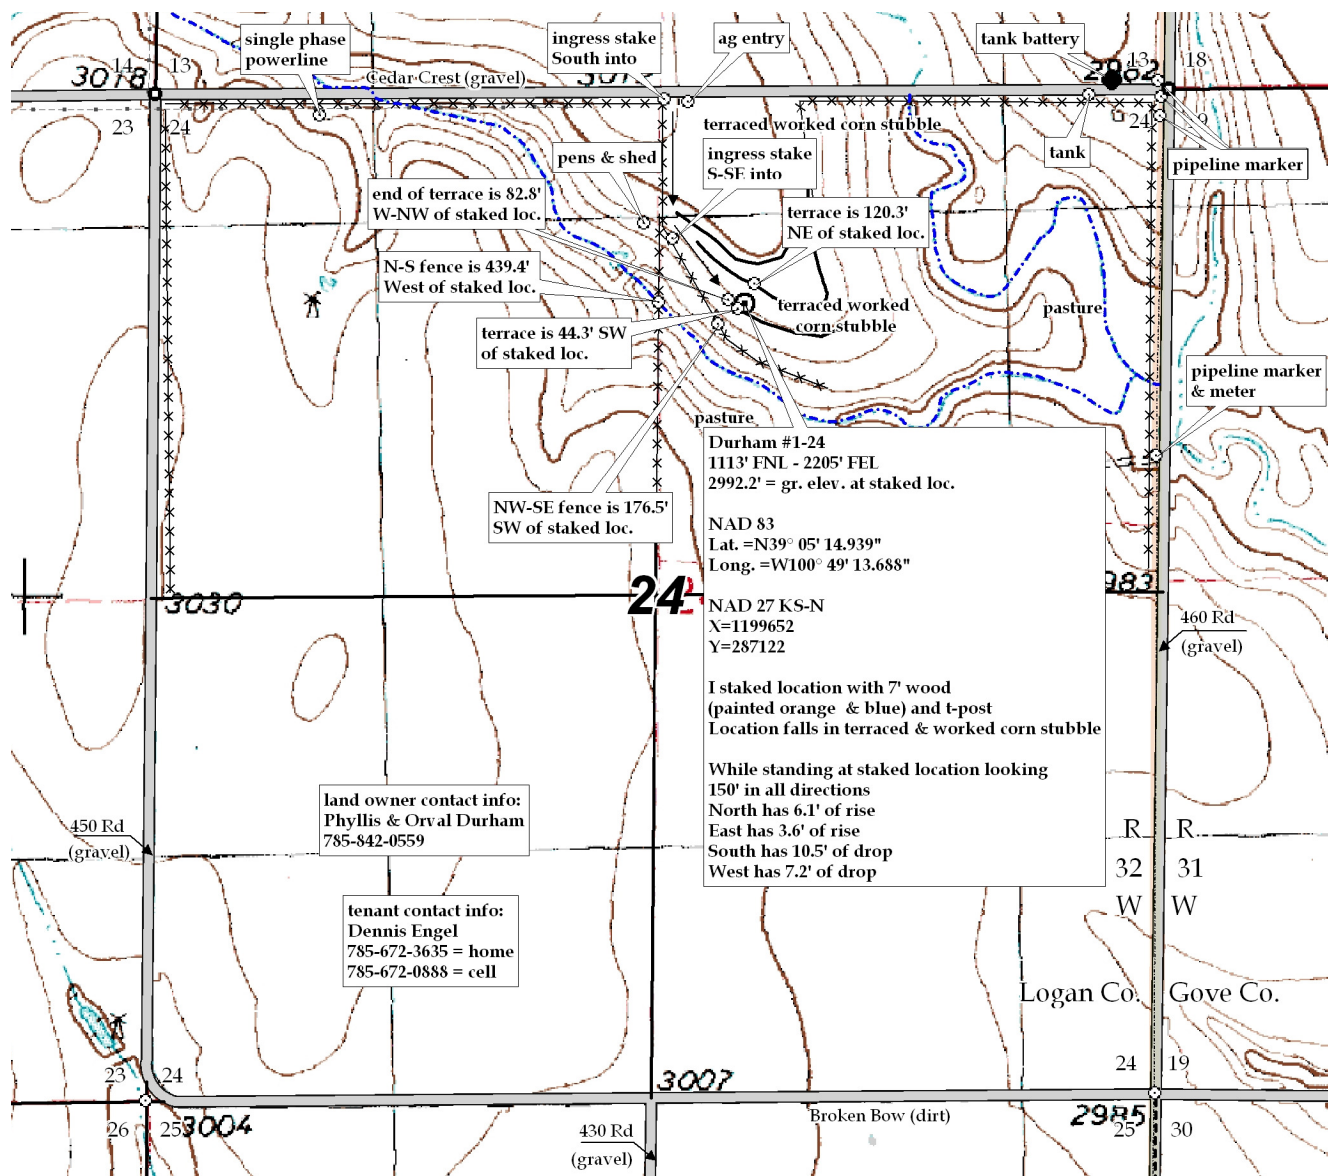 single phase
powerline
ingress stake
South into
ag entry
tank battery
14
13
3018
Cedar Crest (gravel)
13
18
2982
23
24
24
terraced worked corn stubble
pens & shed
ingress stake
S-SE into
tank
pipeline marker
end of terrace is 82.8'
W-NW of staked loc.
terrace is 120.3'
NE of staked loc.
N-S fence is 439.4'
West of staked loc.
terraced worked
corn stubble
pasture
terrace is 44.3' SW
of staked loc.
pipeline marker
& meter
pasture
NW-SE fence is 176.5'
SW of staked loc.
Durham #1-24
1113' FNL - 2205' FEL
2992.2' = gr. elev. at staked loc.
NAD 83
Lat. =N39° 05' 14.939"
Long. =W100° 49' 13.688"
NAD 27 KS-N
X=1199652
Y=287122
I staked location with 7' wood
(painted orange & blue) and t-post
Location falls in terraced & worked corn stubble
While standing at staked location looking
150' in all directions
North has 6.1' of rise
East has 3.6' of rise
South has 10.5' of drop
West has 7.2' of drop
3030
24
983
460 Rd
(gravel)
land owner contact info:
Phyllis & Orval Durham
785-842-0559
450 Rd
(gravel)
R R
32 31
W W
tenant contact info:
Dennis Engel
785-672-3635 = home
785-672-0888 = cell
Logan Co. Gove Co.
23
24
24
19
3007
3004
Broken Bow (dirt)
2985
26
25
25
30
430 Rd
(gravel)